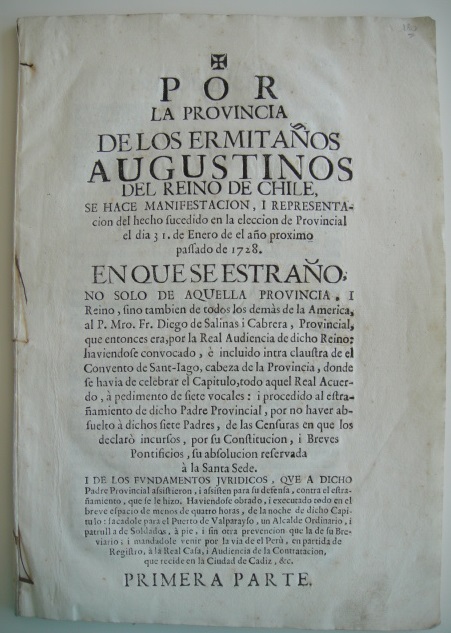 POR
LA PROVINCIA
DE LOS ERMITAÑOS
AUGUSTINOS
DEL REINO DE CHILE,
SE HACE MANIFESTACION, I REPRESENTA-
cion del hecho sucedido en la eleccion de Provincial
el dia 31. de Enero de el año proximo
passado de 1728.
EN QUE SE ESTRAÑO,
NO SOLO DE AQUELLA PROVINCIA, I
Reino, sino tambien de todos los demàs de la America,
al P. Mro. Fr. Diego de Salinas i Cabrera, Provincial,
que entonces era, por la Real Audiencia de dicho Reino:
haviendose convocado, è incluido intra claustra de el
Convento de Sant-Iago, cabeza de la Provincia, donde
se havia de celebrar el Capitulo, todo aquel Real Acuer-
do, à pedimento de siete vocales: i procedido al estra-
ñamiento de dicho Padre Provincial, por no haver ab-
suelto à dichos siete Padres, de las Censuras en que los
declarò incursos, por su Constitucion, i Breves
Pontificios, su absolucion reservada
à la Santa Sede.
I DE LOS FVNDAMENTOS JVRIDICOS, QVE A DICHO
Padre Provincial assistieron, i assisten para su defensa, contra el estra-
ñamiento, que se le hizo. Haviendose obrado, i executado todo en el
breve espacio de menos de quatro horas, de la noche de dicho Capi-
tulo: sacadole para el Puerto de Valparayso, un Alcalde Ordinario, i
patrulla de Soldados, à pie, i sin otra prevencion que la de su Bre-
viario: i mandadole venir por la via de el Perù, en partida de
Registro, à la Real Casa, i Audiencia de la Contratacion,
que recide en la Ciudad de Cadiz, &c.
PRIMERA PARTE.